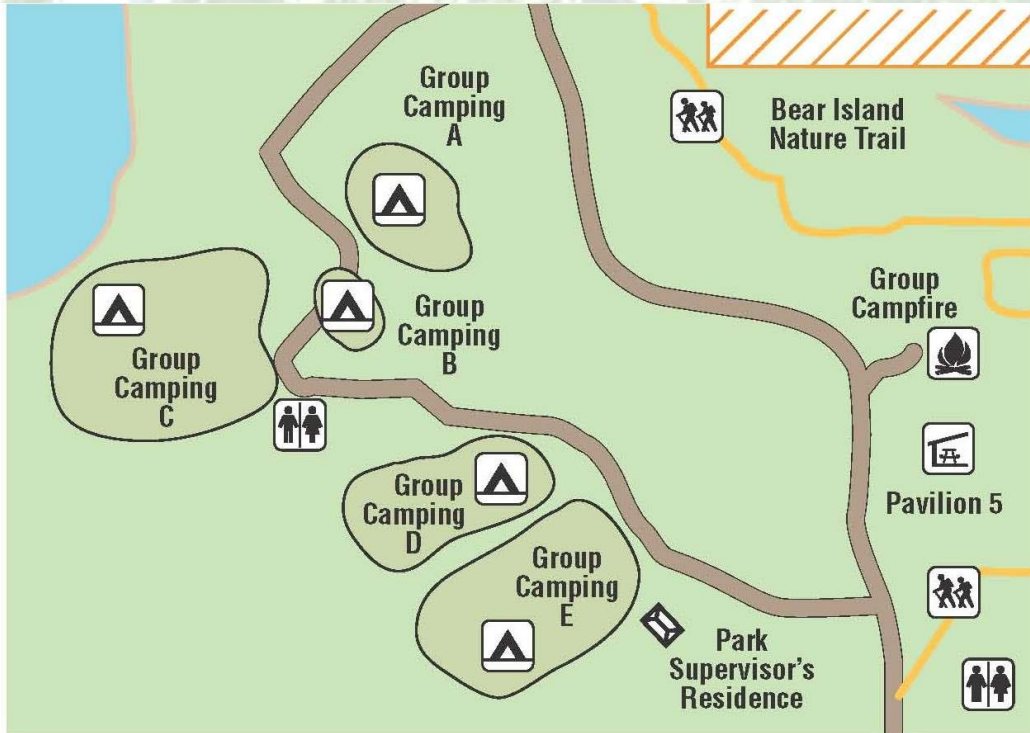 Group
Camping
A
Bear Island
Nature Trail
Group
Campfire
Group
Camping
B
Group
Camping
C
Pavilion 5
Group
Camping
D
Group
Camping
E
Park
Supervisor's
Residence